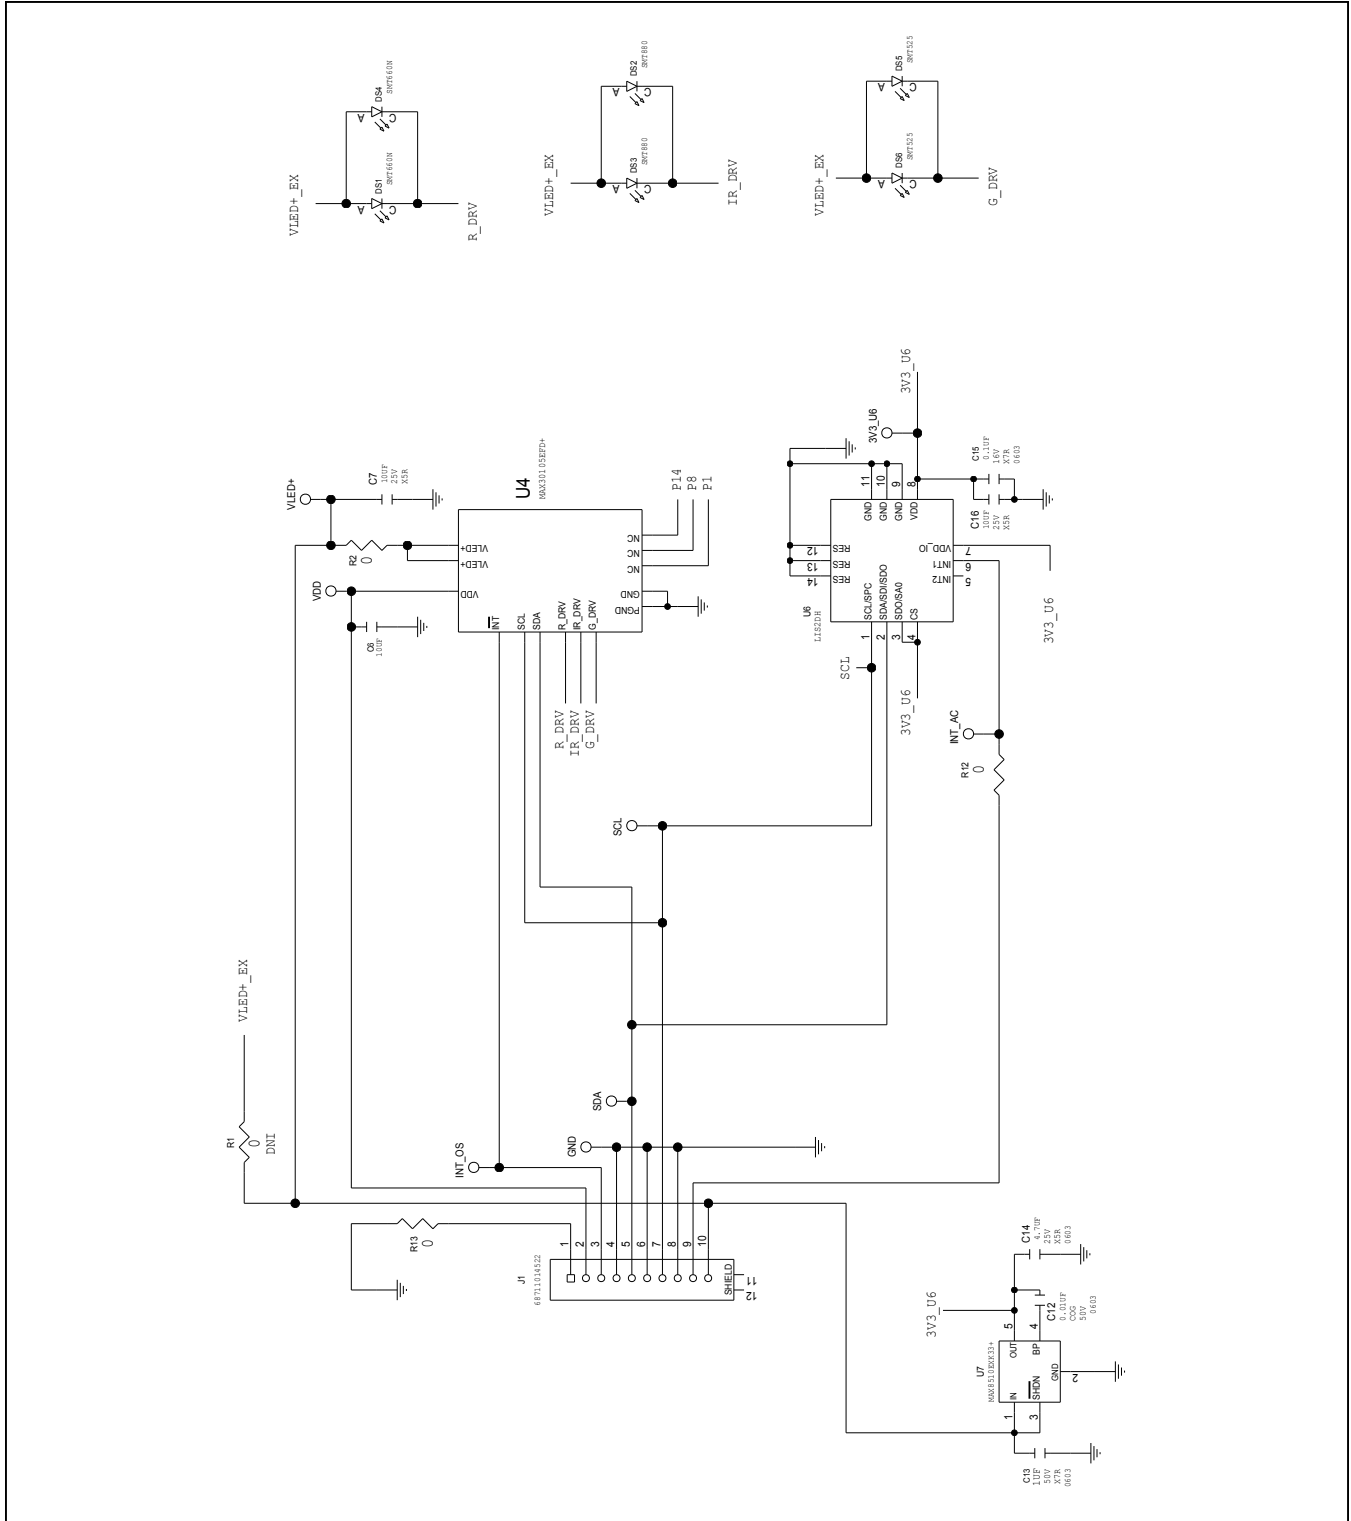 VLED+_EX
A
DS1
SMT660N
C
A
DS4
SMT660N
C
R_DRV
VLED+_EX
A
DS3
SMT880
C
A
DS2
SMT880
C
IR_DRV
VLED+_EX
A
DS6
SMT525
C
A
DS5
SMT525
C
G_DRV
VLED+
C7
10UF
25V
X5R
R2
0
VDD
C6
10UF
U4
MAX30105EFD+
VLED+
VLED+
VDD
INT
SCL
SDA
R_DRV
IR_DRV
G_DRV
NC
NC
NC
GND
PGND
P14
P8
P1
R_DRV
IR_DRV
G_DRV
3V3_U6
3V3_U6
C15
0.1UF
16V
X7R
0603
C16
10UF
25V
X5R
11
10
9
8
GND
GND
GND
VDD
12
13
14
RES
RES
RES
VDD_IO
INT1
INT2
7
6
5
U6
LIS2DH
SCL/SPC
SDA/SDI/SDO
SDO/SA0
CS
1
2
3
4
SCL
3V3_U6
3V3_U6
INT_AC
R12
0
SCL
VLED+_EX
R1
0
DNI
SDA
GND
INT_OS
R13
0
1
2
3
4
5
6
7
8
9
10
J1
68711014522
SHIELD
11
12
3V3_U6
C14
4.7UF
25V
X5R
0603
C12
0.01UF
COG
50V
0603
5
4
OUT
BP
U7
MAX8510EXK33+
GND
2
IN
SHDN
1
3
C13
1UF
50V
X7R
0603